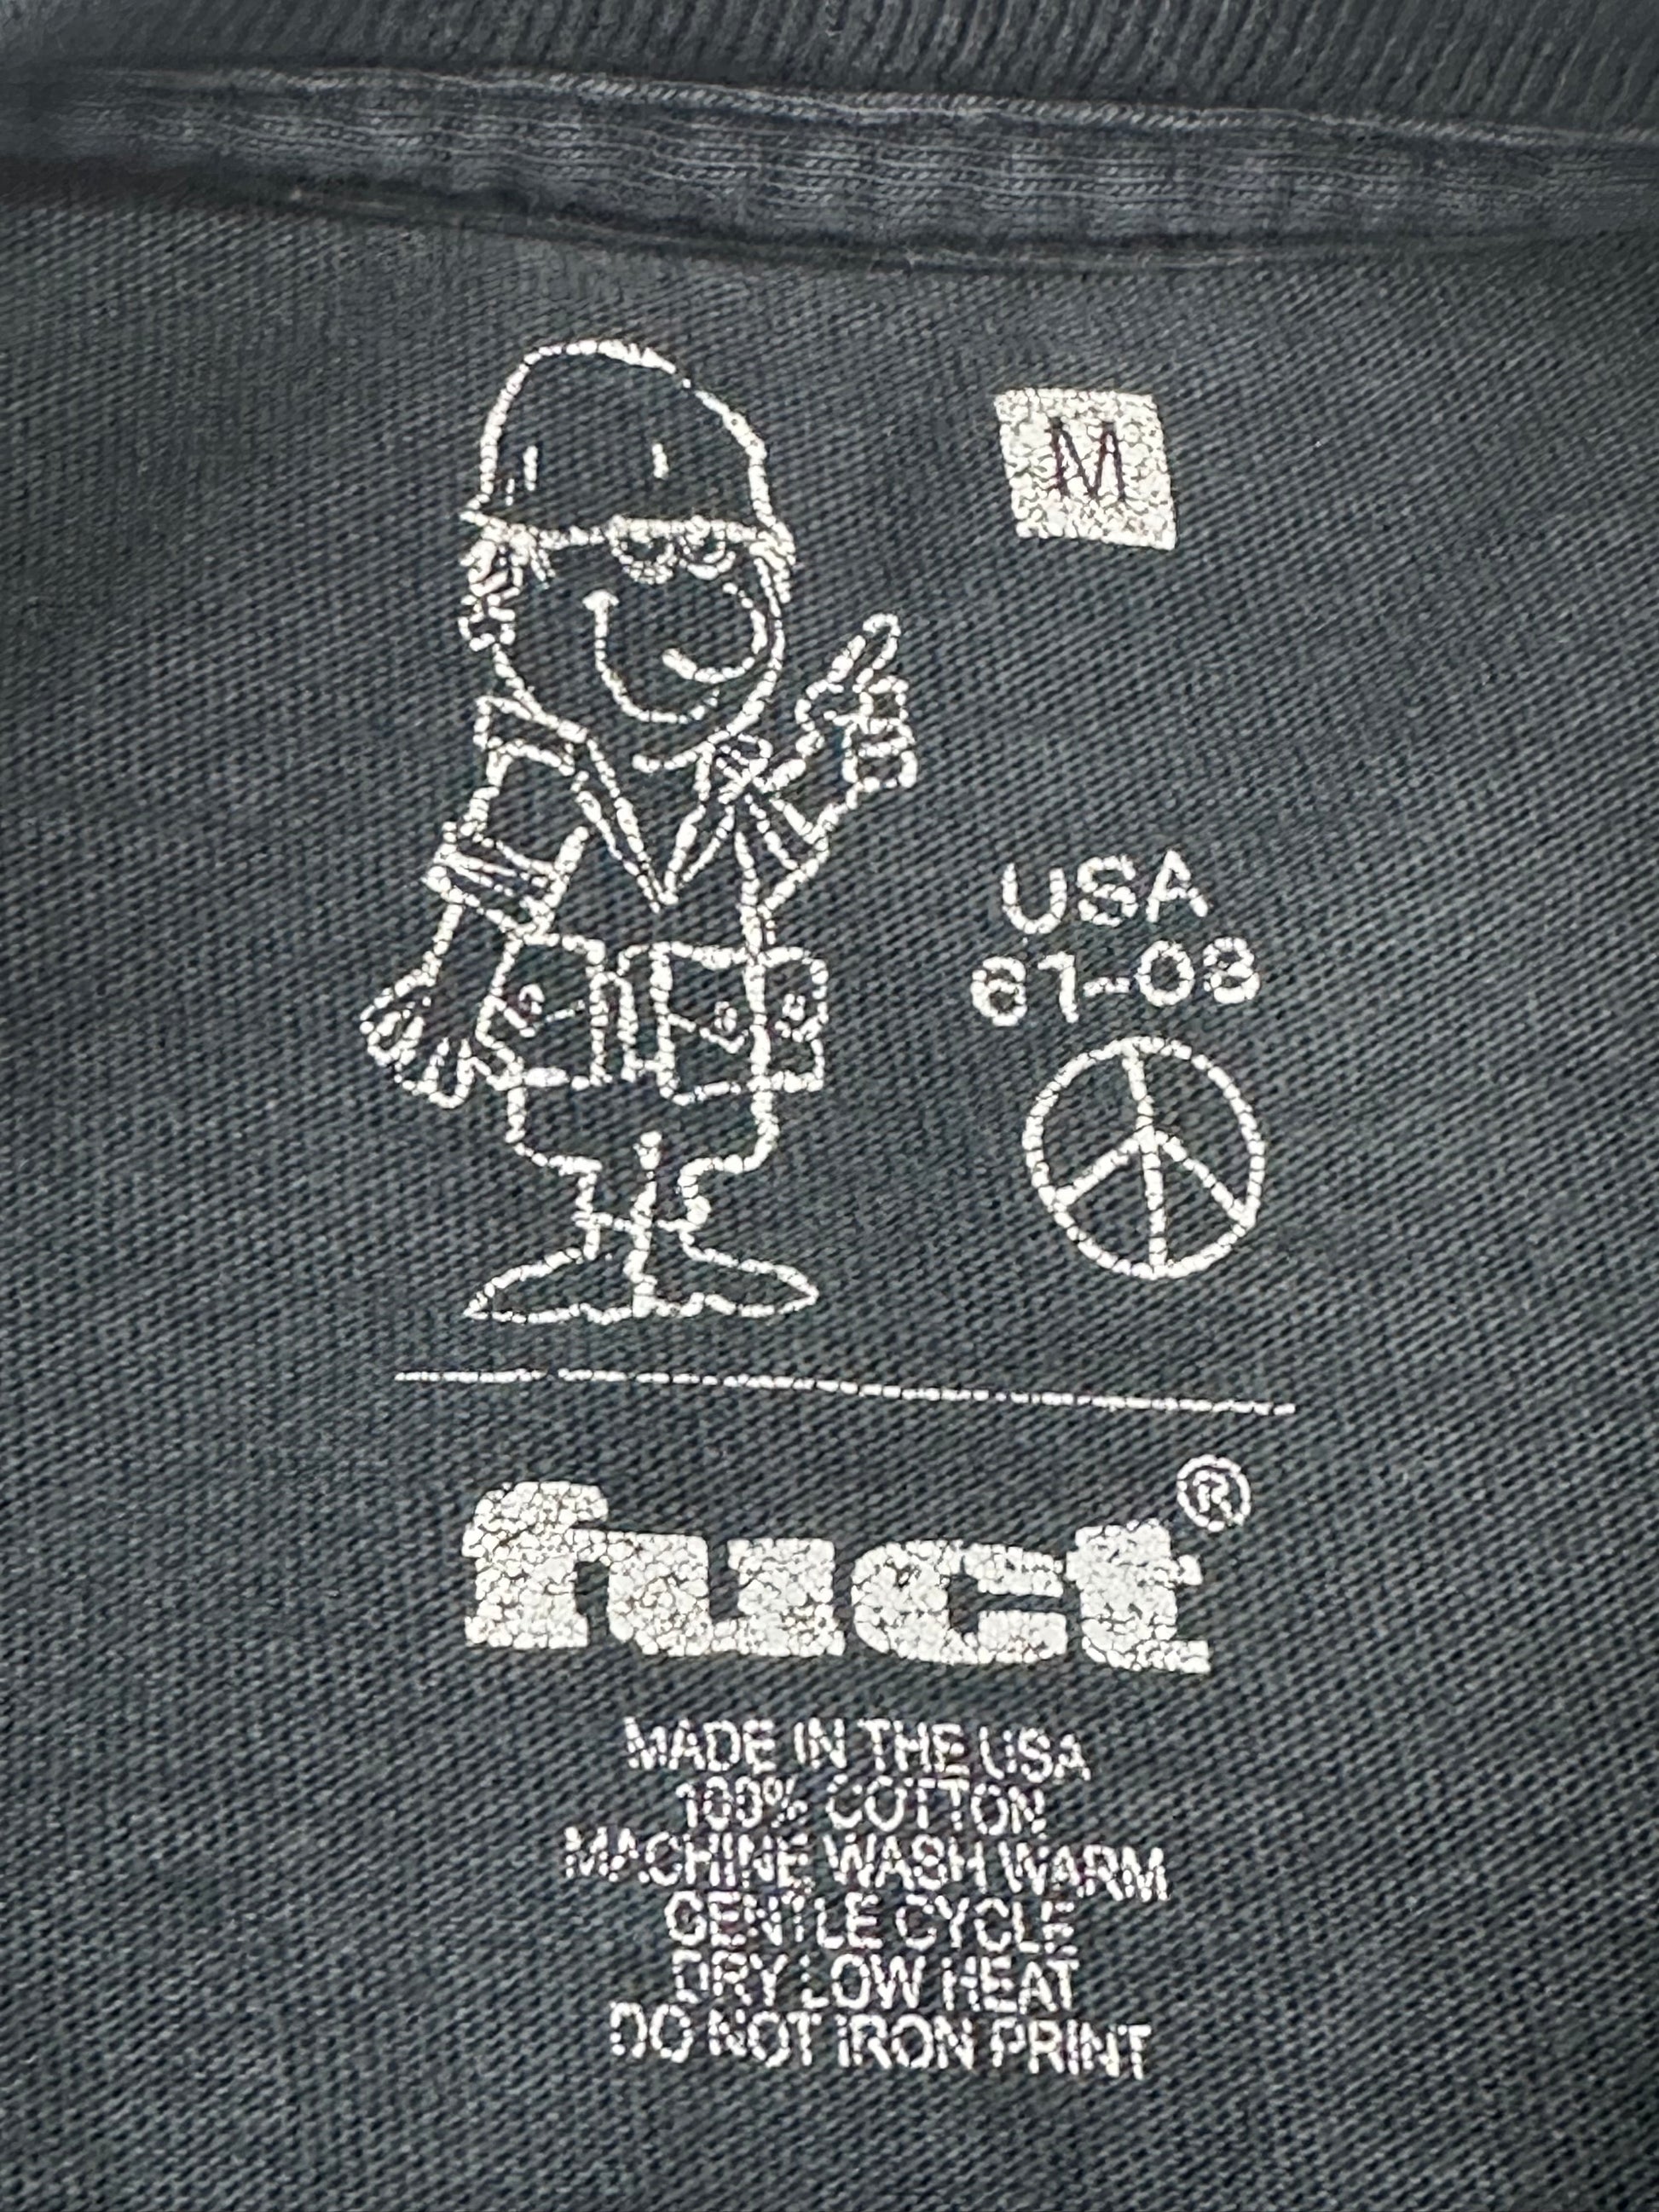 M
USA
61-03
fuct®
MADE IN THE USA
100% COTTON
MACHINE WASH WARM
GENTLE CYCLE
DRY LOW HEAT
DO NOT IRON PRINT